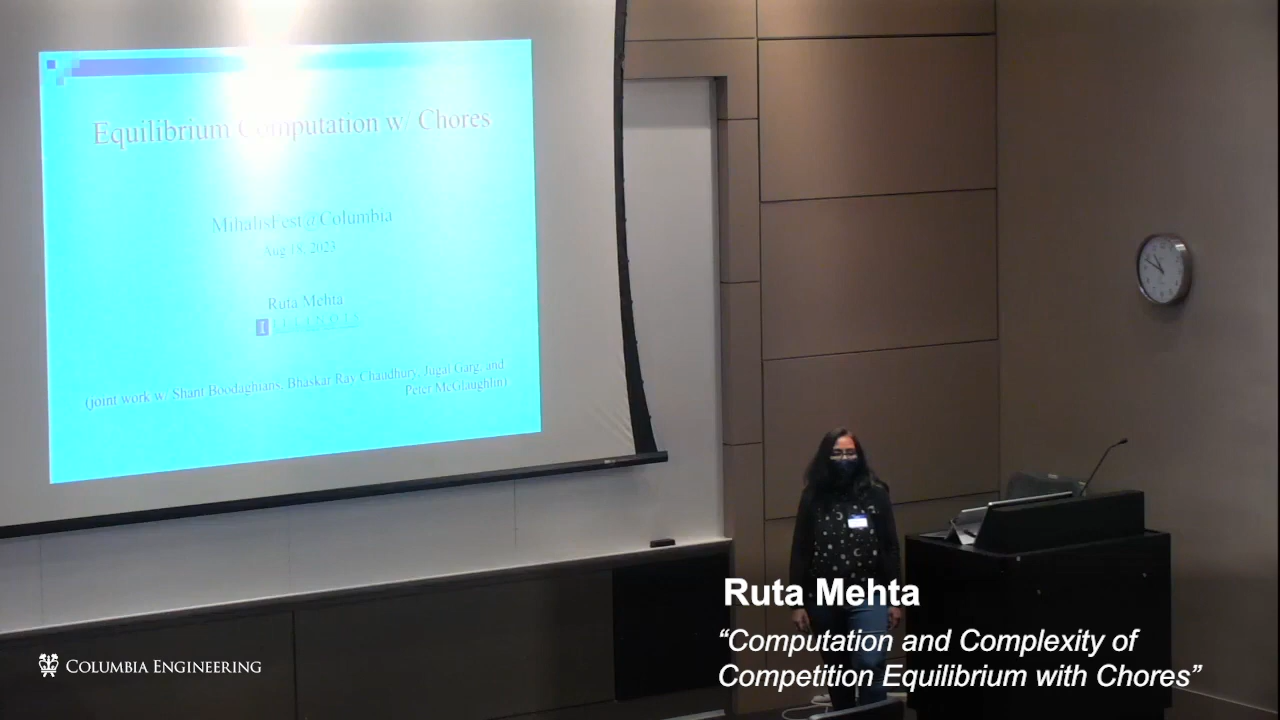 Equilibrium Computation w/ Chores
MihalisFest@Columbia
Aug 18, 2023
Ruta Mehta
I ILLINOIS
(joint work w. Shant Boodaghians, Bhaskar Ray Chaudhury, Jugal Garg, and
Peter McGlaughlin)
Ruta Mehta
“Computation and Complexity of
Competition Equilibrium with Chores”
COLUMBIA ENGINEERING